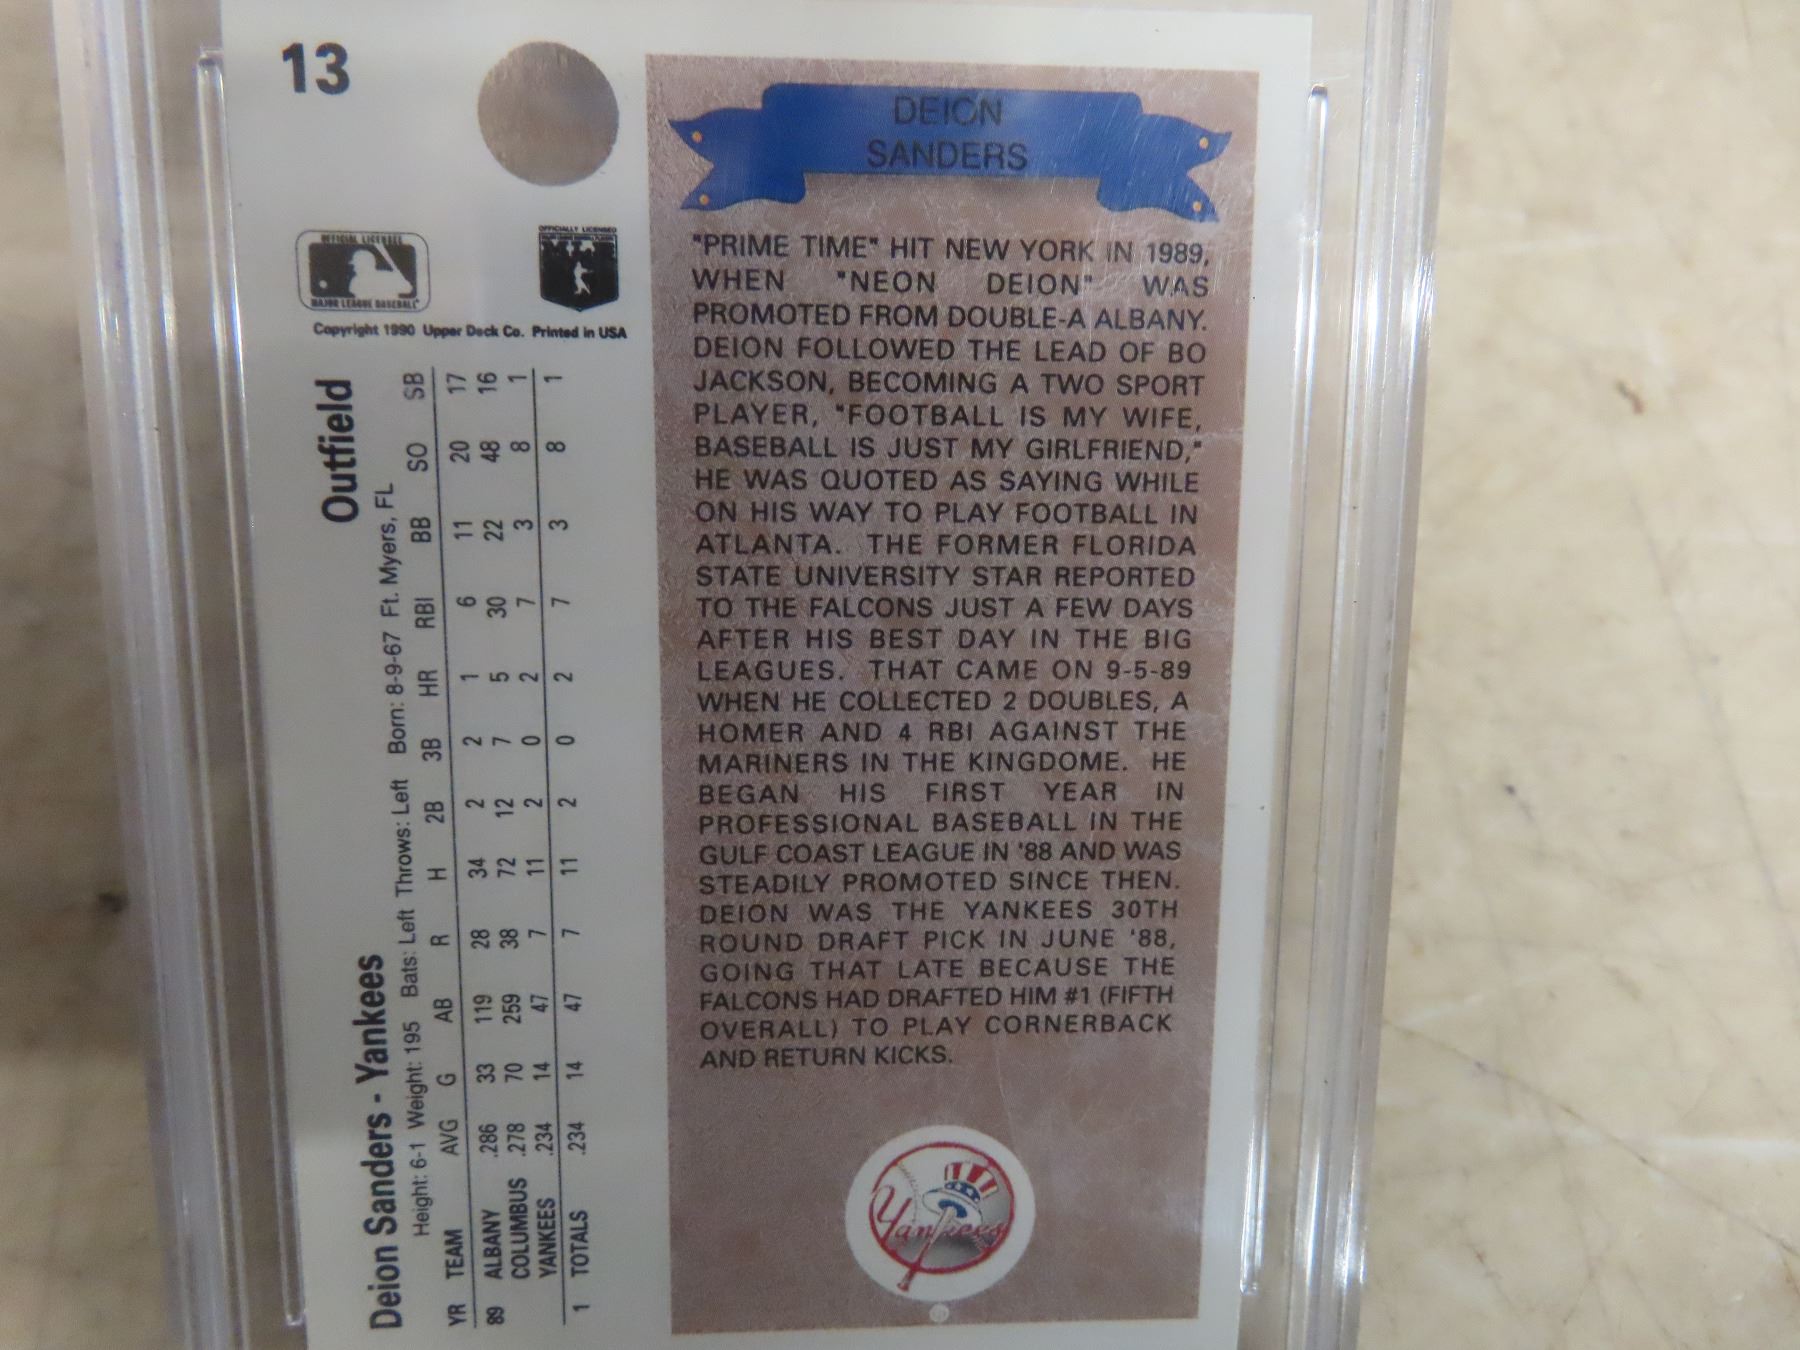 13
OFFICIAL LICENSEE
MAJOR LEAGUE BASEBALL
OFFICIALLY LICENSED
Copyright 1990 Upper Deck Co. Printed in USA
Deion Sanders - Yankees Outfield
Height: 6-1 Weight: 195 Bats: Left Throws: Left Born: 8-9-67 Ft. Myers, FL
YR TEAM AVG G AB R H 2B 3B HR RBI BB SO SB
89 ALBANY .286 33 119 28 34 2 2 1 6 11 20 17
COLUMBUS .278 70 259 38 72 12 7 5 30 22 48 16
YANKEES .234 14 47 7 11 2 0 2 7 3 8 1
1 TOTALS .234 14 47 7 11 2 0 2 7 3 8 1
DEION
SANDERS
"PRIME TIME" HIT NEW YORK IN 1989,
WHEN "NEON DEION" WAS
PROMOTED FROM DOUBLE-A ALBANY.
DEION FOLLOWED THE LEAD OF BO
JACKSON, BECOMING A TWO SPORT
PLAYER, "FOOTBALL IS MY WIFE,
BASEBALL IS JUST MY GIRLFRIEND,"
HE WAS QUOTED AS SAYING WHILE
ON HIS WAY TO PLAY FOOTBALL IN
ATLANTA. THE FORMER FLORIDA
STATE UNIVERSITY STAR REPORTED
TO THE FALCONS JUST A FEW DAYS
AFTER HIS BEST DAY IN THE BIG
LEAGUES. THAT CAME ON 9-5-89
WHEN HE COLLECTED 2 DOUBLES, A
HOMER AND 4 RBI AGAINST THE
MARINERS IN THE KINGDOME. HE
BEGAN HIS FIRST YEAR IN
PROFESSIONAL BASEBALL IN THE
GULF COAST LEAGUE IN '88 AND WAS
STEADILY PROMOTED SINCE THEN.
DEION WAS THE YANKEES 30TH
ROUND DRAFT PICK IN JUNE '88,
GOING THAT LATE BECAUSE THE
FALCONS HAD DRAFTED HIM #1 (FIFTH
OVERALL) TO PLAY CORNERBACK
AND RETURN KICKS.
Yankees